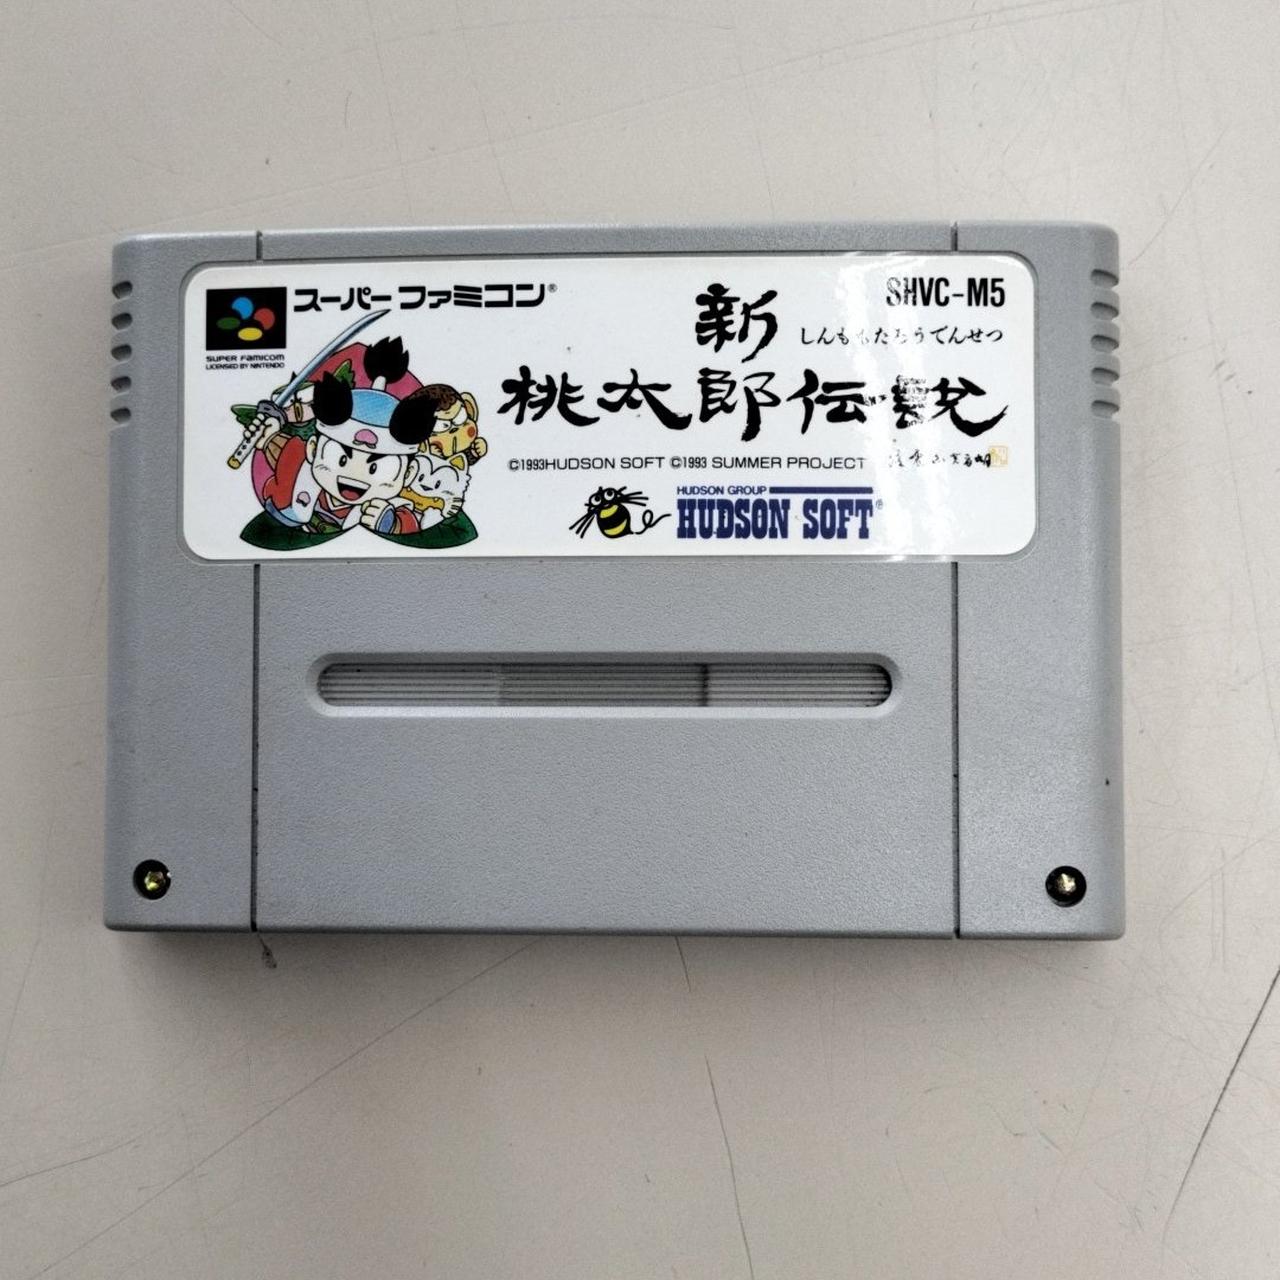 スーパーファミコン®
SUPER FAMICOM
LICENSED BY NINTENDO
SHVC-M5
新
しんももたろうでんせつ
桃太郎伝説
©1993HUDSON SOFT ©1993 SUMMER PROJECT
HUDSON GROUP
HUDSON SOFT®